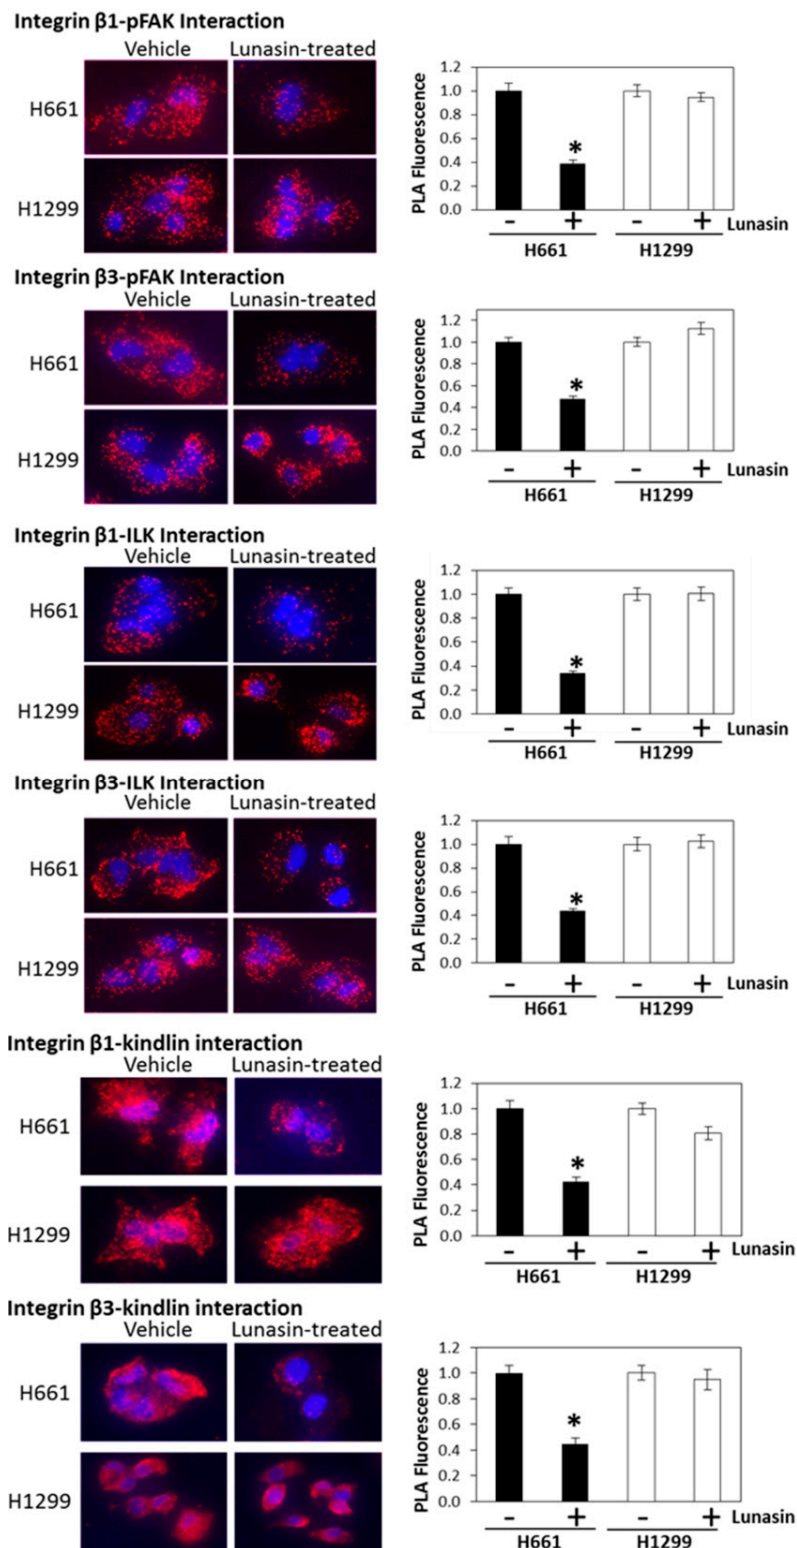 Integrin β1-pFAK Interaction
Vehicle Lunasin-treated
H661
H1299
PLA Fluorescence
1.2
1.0
0.8
0.6
0.4
0.2
0.0
*
- + - + Lunasin
H661 H1299
Integrin β3-pFAK Interaction
Vehicle Lunasin-treated
H661
H1299
PLA Fluorescence
1.2
1.0
0.8
0.6
0.4
0.2
0.0
*
- + - + Lunasin
H661 H1299
Integrin β1-ILK Interaction
Vehicle Lunasin-treated
H661
H1299
PLA Fluorescence
1.2
1.0
0.8
0.6
0.4
0.2
0.0
*
- + - + Lunasin
H661 H1299
Integrin β3-ILK Interaction
Vehicle Lunasin-treated
H661
H1299
PLA Fluorescence
1.2
1.0
0.8
0.6
0.4
0.2
0.0
*
- + - + Lunasin
H661 H1299
Integrin β1-kindlin interaction
Vehicle Lunasin-treated
H661
H1299
PLA Fluorescence
1.2
1.0
0.8
0.6
0.4
0.2
0.0
*
- + - + Lunasin
H661 H1299
Integrin β3-kindlin interaction
Vehicle Lunasin-treated
H661
H1299
PLA Fluorescence
1.2
1.0
0.8
0.6
0.4
0.2
0.0
*
- + - + Lunasin
H661 H1299